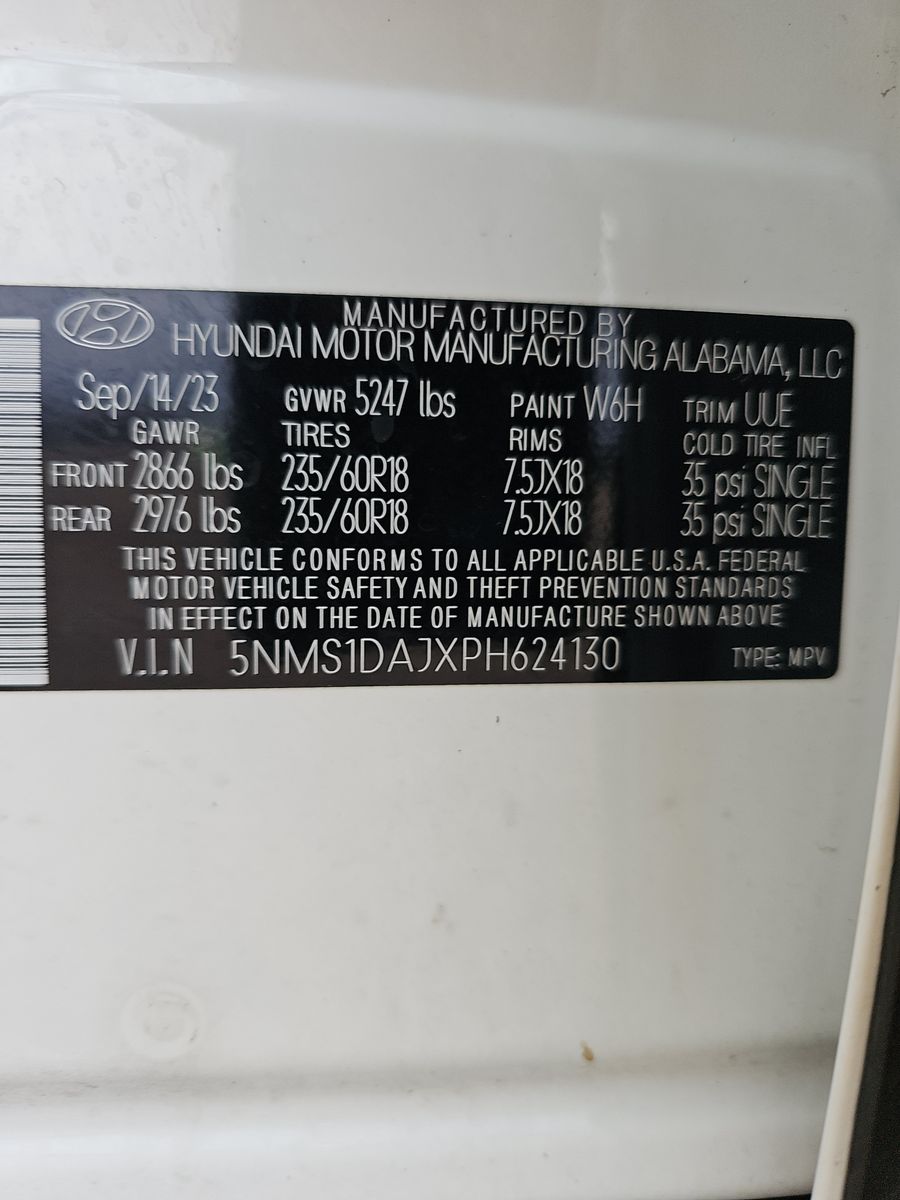 MANUFACTURED BY
HYUNDAI MOTOR MANUFACTURING ALABAMA, LLC
Sep/14/23 GVWR 5247 lbs PAINT W6H TRIM UUE
GAWR TIRES RIMS COLD TIRE INFL
FRONT 2866 lbs 235/60R18 7.5JX18 35 psi SINGLE
REAR 2976 lbs 235/60R18 7.5JX18 35 psi SINGLE
THIS VEHICLE CONFORMS TO ALL APPLICABLE U.S.A. FEDERAL
MOTOR VEHICLE SAFETY AND THEFT PREVENTION STANDARDS
IN EFFECT ON THE DATE OF MANUFACTURE SHOWN ABOVE
V.I.N 5NMS1DAJXPH624130 TYPE: MPV